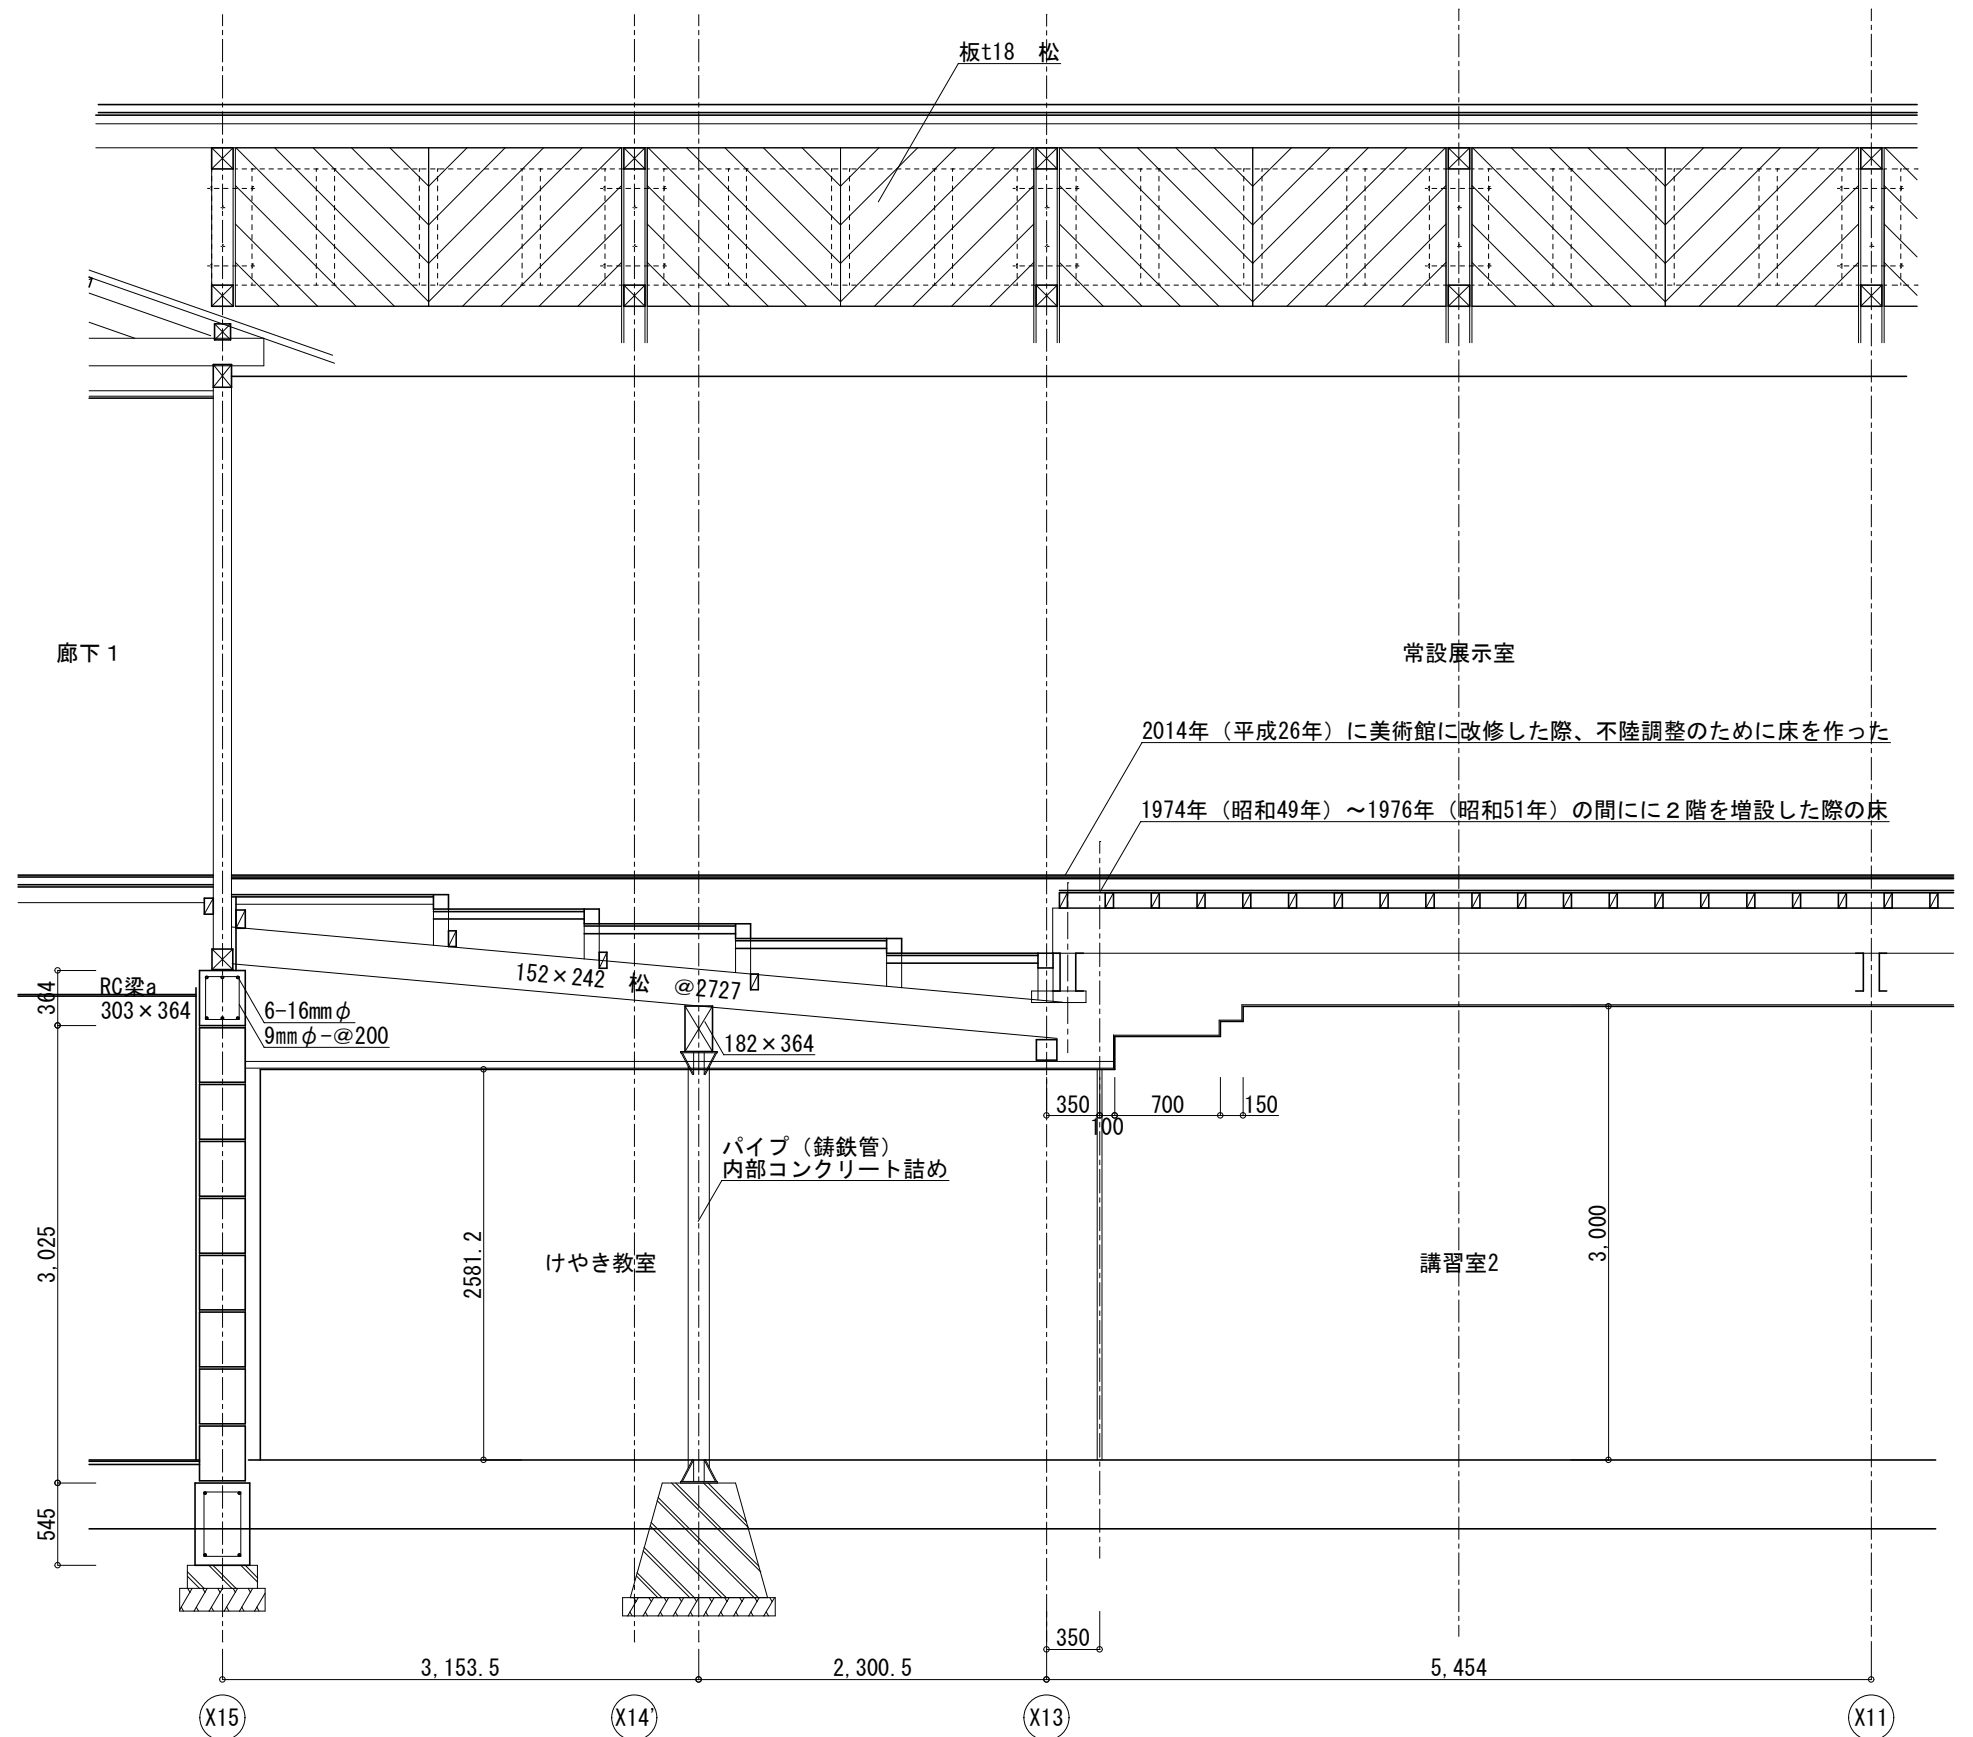 板t18　松
廊下１
常設展示室
2014年（平成26年）に美術館に改修した際、不陸調整のために床を作った
1974年（昭和49年）～1976年（昭和51年）の間にに２階を増設した際の床
152×242　松　@2727
364
RC梁a
303×364
6-16mmφ
9mmφ-@200
182×364
350
700
150
100
パイプ（鋳鉄管）
内部コンクリート詰め
3,025
2581.2
けやき教室
3,000
講習室2
545
350
3,153.5
2,300.5
5,454
X15
X14'
X13
X11